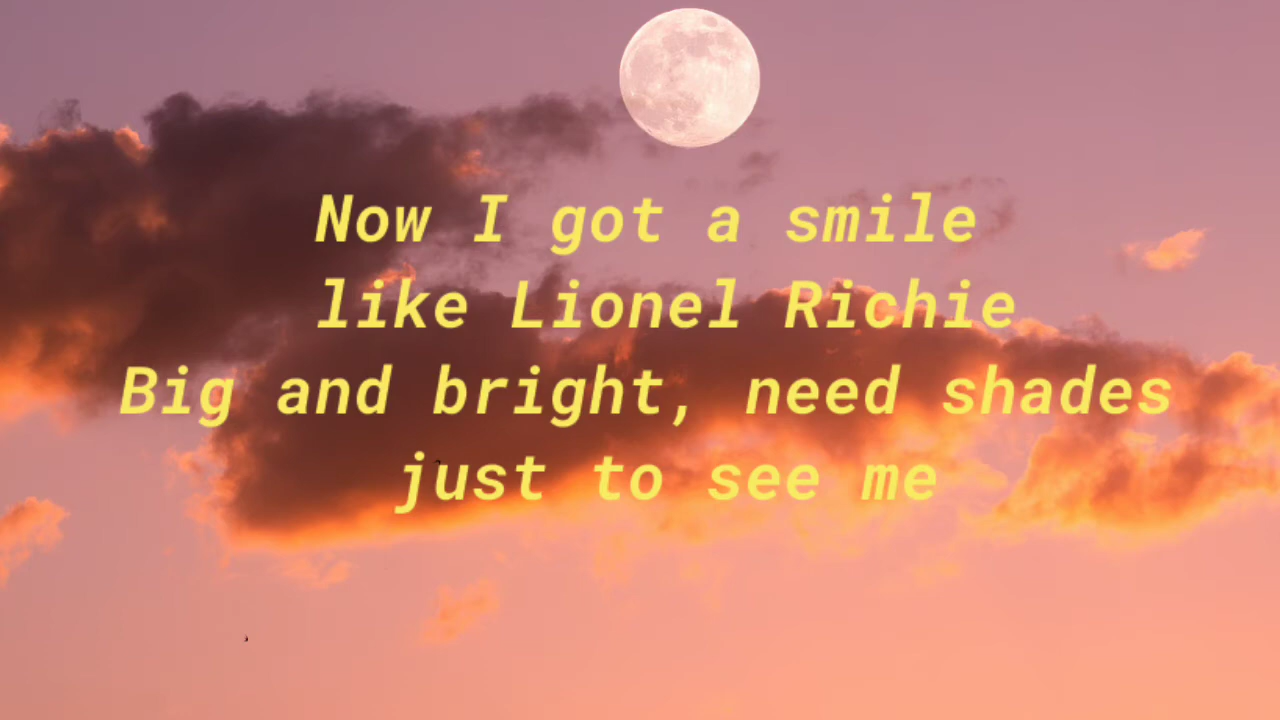 Now I got a smile
like Lionel Richie
Big and bright, need shades
just to see me